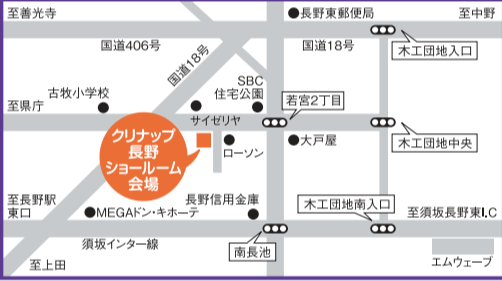 至善光寺
長野東郵便局
至中野
国道406号
国道18号
国道18号
木工団地入口
古牧小学校
SBC
住宅公園
若宮2丁目
至県庁
サイゼリヤ
クリナップ
長野
ショールーム
会場
ローソン
大戸屋
木工団地中央
至長野駅
東口
MEGAドン・キホーテ
長野信用金庫
木工団地南入口
至須坂長野東I.C
須坂インター線
南長池
エムウェーブ
至上田